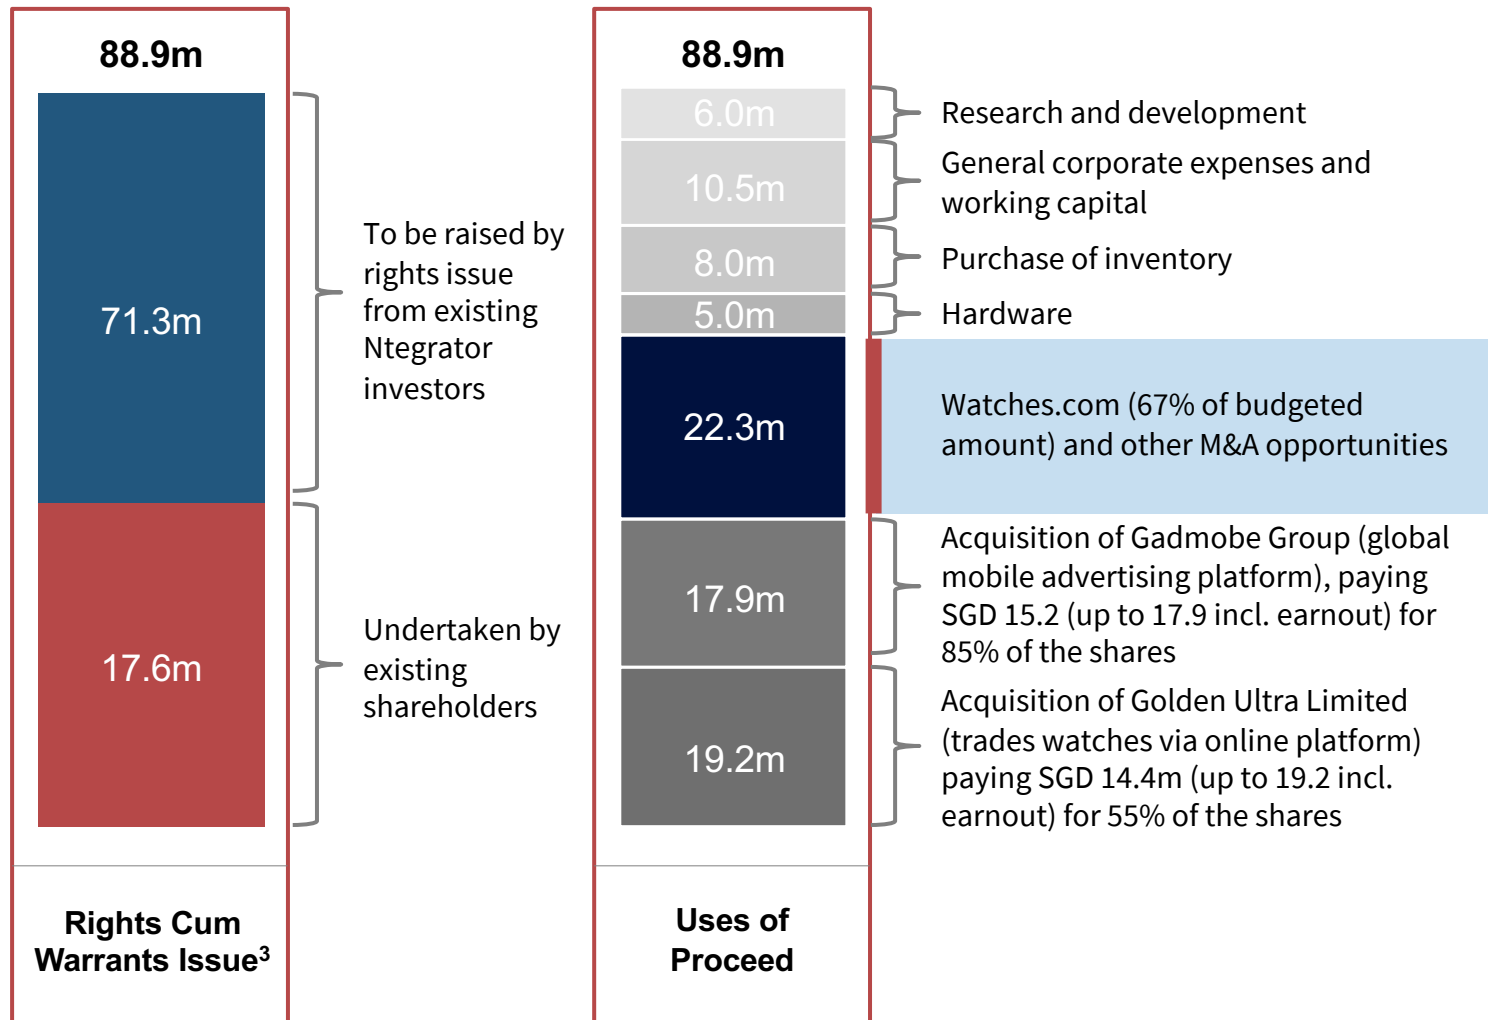 88.9m
71.3m
To be raised by
rights issue
from existing
Ntegrator
investors
17.6m
Undertaken by
existing
shareholders
Rights Cum
Warrants Issue³
88.9m
6.0m
Research and development
10.5m
General corporate expenses and
working capital
8.0m
Purchase of inventory
5.0m
Hardware
22.3m
Watches.com (67% of budgeted
amount) and other M&A opportunities
17.9m
Acquisition of Gadmobe Group (global
mobile advertising platform), paying
SGD 15.2 (up to 17.9 incl. earnout) for
85% of the shares
19.2m
Acquisition of Golden Ultra Limited
(trades watches via online platform)
paying SGD 14.4m (up to 19.2 incl.
earnout) for 55% of the shares
Uses of
Proceed